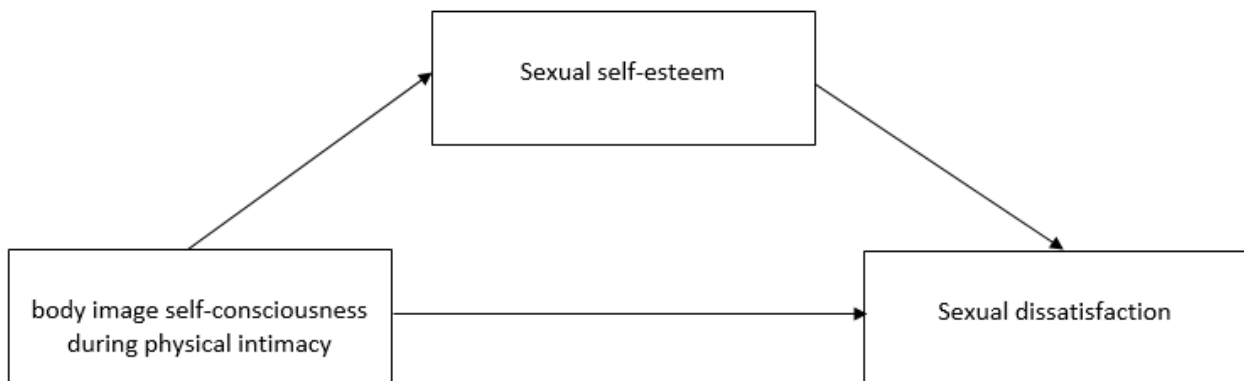 Sexual self-esteem
body image self-consciousness
during physical intimacy
Sexual dissatisfaction